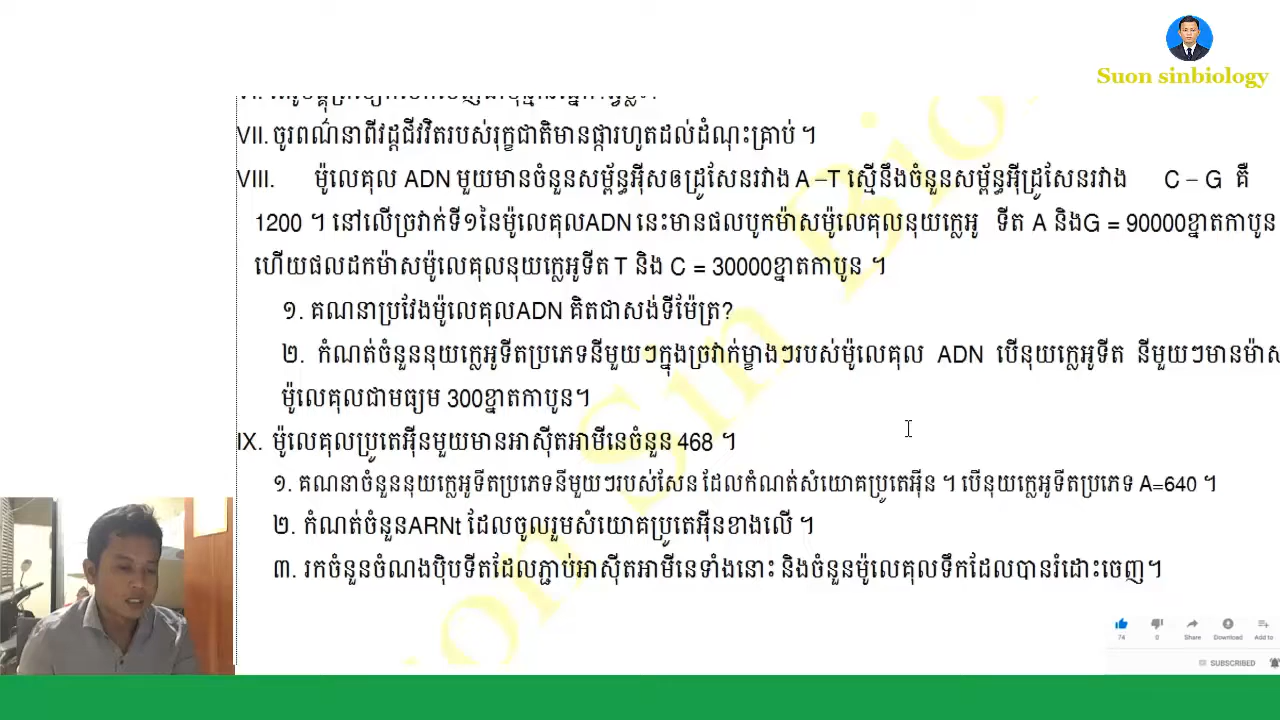 Suon sinbiology
VII. ចូរពណ៌នាពីវដ្តជីវវិតរបស់រុក្ខជាតិមានផ្ការហូតដល់ដំណុះគ្រាប់ ។
VIII. ម៉ូលេគុល ADN មួយមានចំនួនសម្ព័ន្ធអ៊ីសឲដ្រូសែនរវាង A –T ស្មើនឹងចំនួនសម្ព័ន្ធអ៊ីដ្រូសែនរវាង C – G គឺ
1200 ។ នៅលើច្រវាក់ទី១នៃម៉ូលេគុលADN នេះមានផលបូកម៉ាសម៉ូលេគុលនុយក្លេអូ ទីត A និងG = 90000ខ្នាតកាបូន
ហើយផលដកម៉ាសម៉ូលេគុលនុយក្លេអូទីត T និង C = 30000ខ្នាតកាបូន ។
១. គណនាប្រវែងម៉ូលេគុលADN គិតជាសង់ទីម៉ែត្រ?
២. កំណត់ចំនួននុយក្លេអូទីតប្រភេទនីមួយៗក្នុងច្រវាក់ម្ខាងៗរបស់ម៉ូលេគុល ADN បើនុយក្លេអូទីត នីមួយៗមានម៉ាស
ម៉ូលេគុលជាមធ្យម 300ខ្នាតកាបូន។
IX. ម៉ូលេគុលប្រូតេអ៊ីនមួយមានអាស៊ីតអាមីនេចំនួន 468 ។
១. គណនាចំនួននុយក្លេអូទីតប្រភេទនីមួយៗរបស់សែន ដែលកំណត់សំយោគប្រូតេអ៊ីន ។ បើនុយក្លេអូទីតប្រភេទ A=640 ។
២. កំណត់ចំនួនARNt ដែលចូលរួមសំយោគប្រូតេអ៊ីនខាងលើ ។
៣. រកចំនួនចំណងប៉ិបទីតដែលភ្ជាប់អាស៊ីតអាមីនេទាំងនោះ និងចំនួនម៉ូលេគុលទឹកដែលបានរំដោះចេញ។
74 0 Share Download Add to
SUBSCRIBED
Sin Bio
on Sin